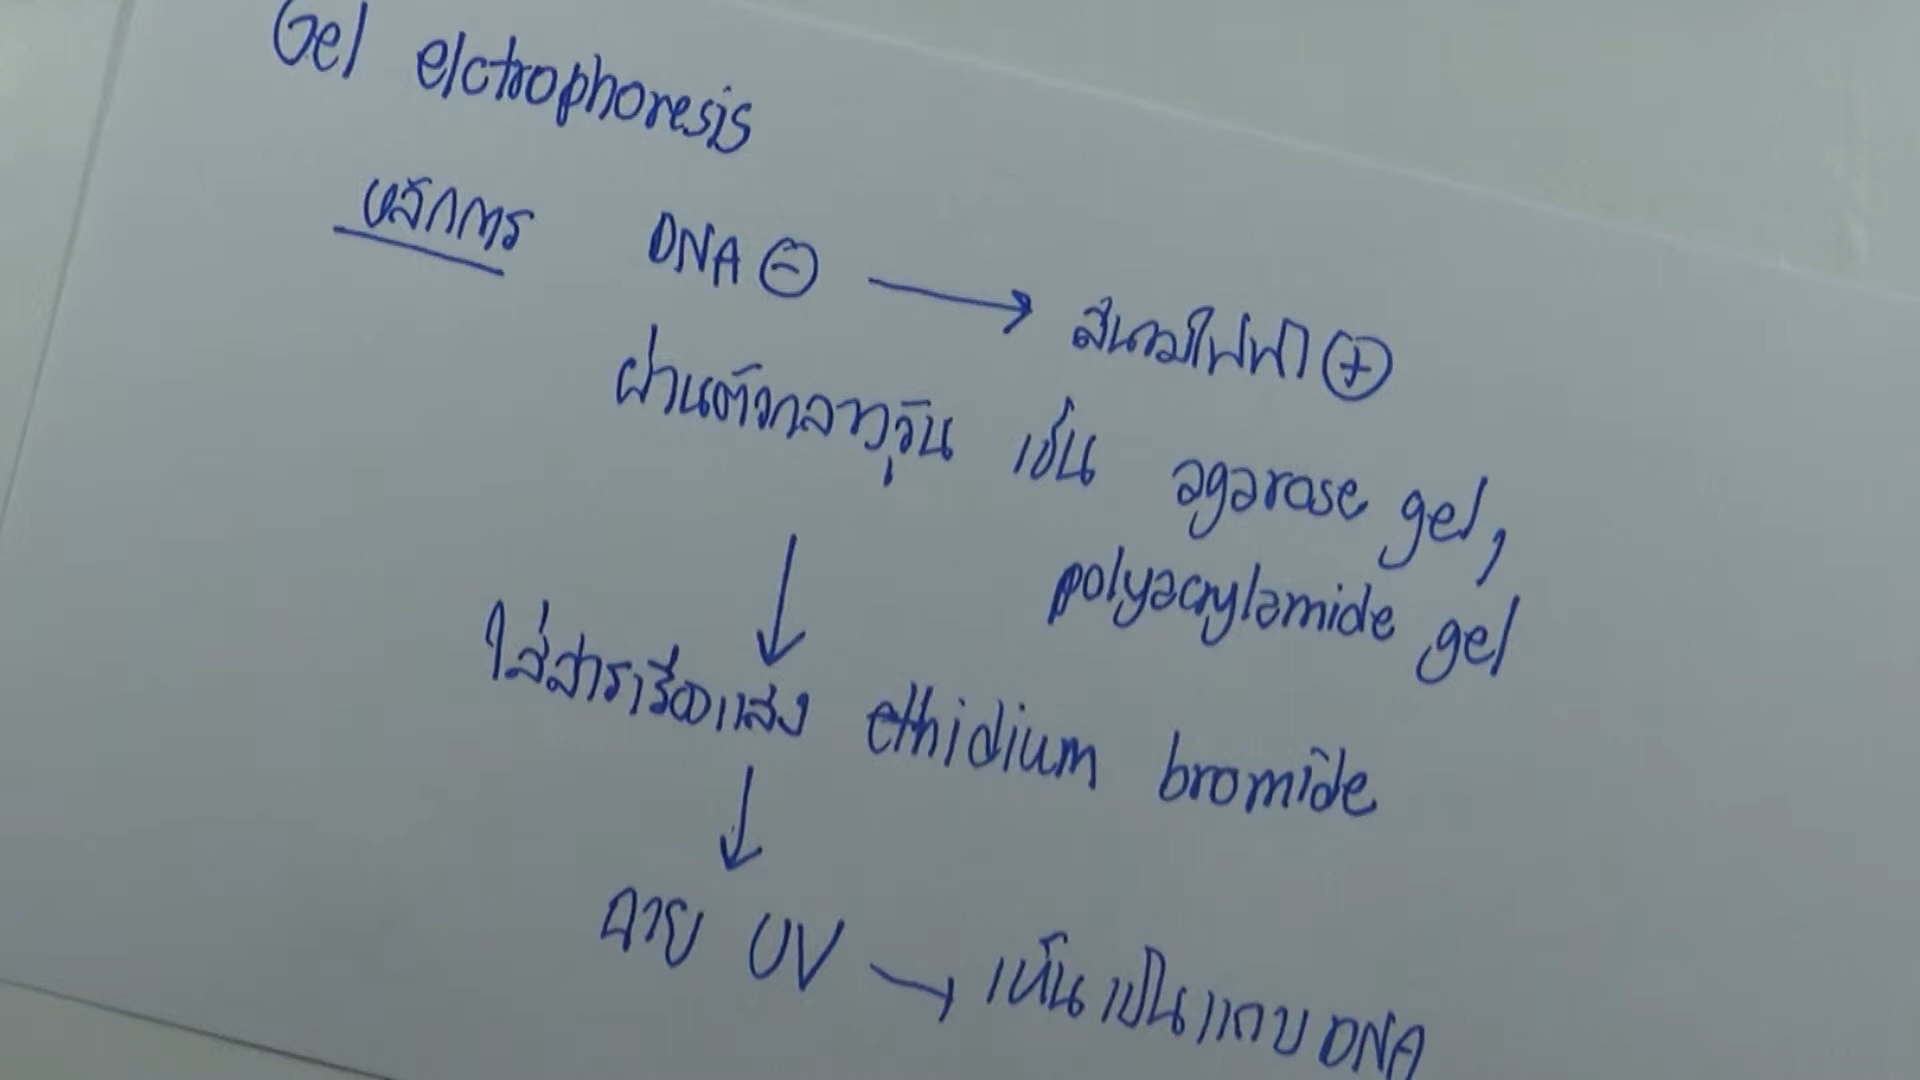 Gel elctrophoresis
หลักการ DNA ⊖ → สนามไฟฟ้า ⊕
ผ่านตัวกลางวุ้น เช่น agarose gel,
polyacrylamide gel
↓
ใส่สารเรืองแสง ethidium bromide
↓
ฉาย UV → เห็นเป็นแถบ DNA